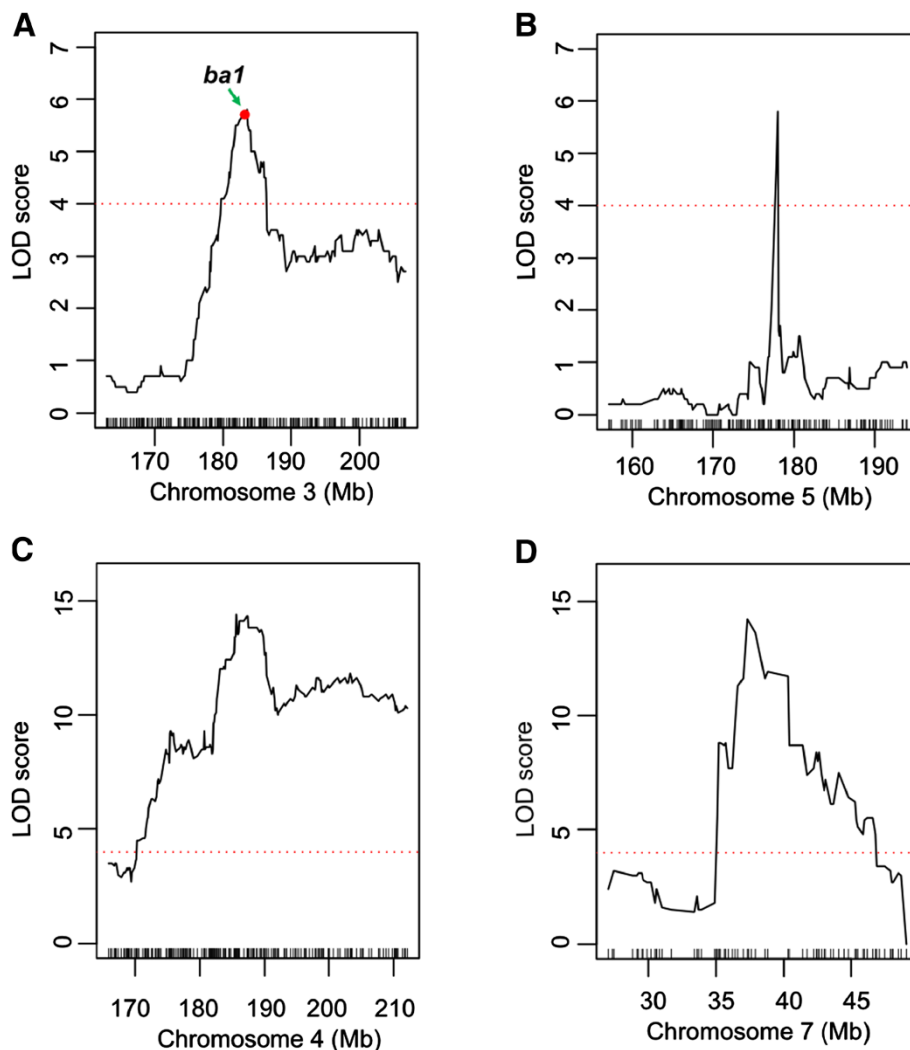 A
ba1
LOD score
7
6
5
4
3
2
1
0
170 180 190 200
Chromosome 3 (Mb)
B
LOD score
7
6
5
4
3
2
1
0
160 170 180 190
Chromosome 5 (Mb)
C
LOD score
15
10
5
0
170 180 190 200 210
Chromosome 4 (Mb)
D
LOD score
15
10
5
0
30 35 40 45
Chromosome 7 (Mb)